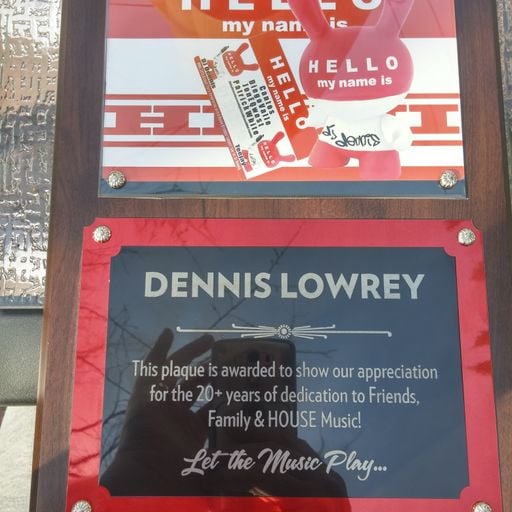 HELLO
my name is
HELLO
my name is
HELLO
my name is
HELLO
DENNIS LOWREY
This plaque is awarded to show our appreciation
for the 20+ years of dedication to Friends,
Family & HOUSE Music!
Let the Music Play...